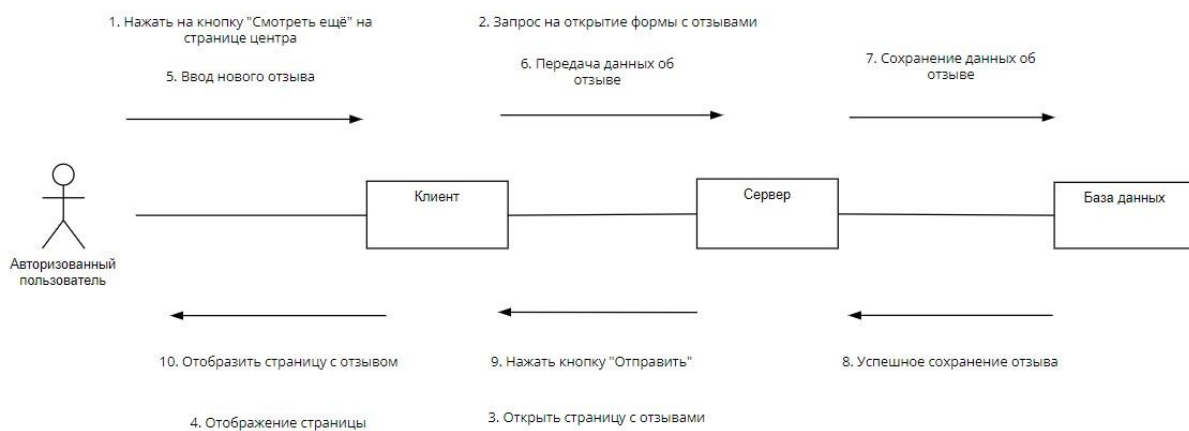 1. Нажать на кнопку "Смотреть ещё" на
странице центра
2. Запрос на открытие формы с отзывами
5. Ввод нового отзыва
6. Передача данных об
отзыве
7. Сохранение данных об
отзыве
Клиент
Сервер
База данных
Авторизованный
пользователь
10. Отобразить страницу с отзывом
9. Нажать кнопку "Отправить"
8. Успешное сохранение отзыва
4. Отображение страницы
3. Открыть страницу с отзывами